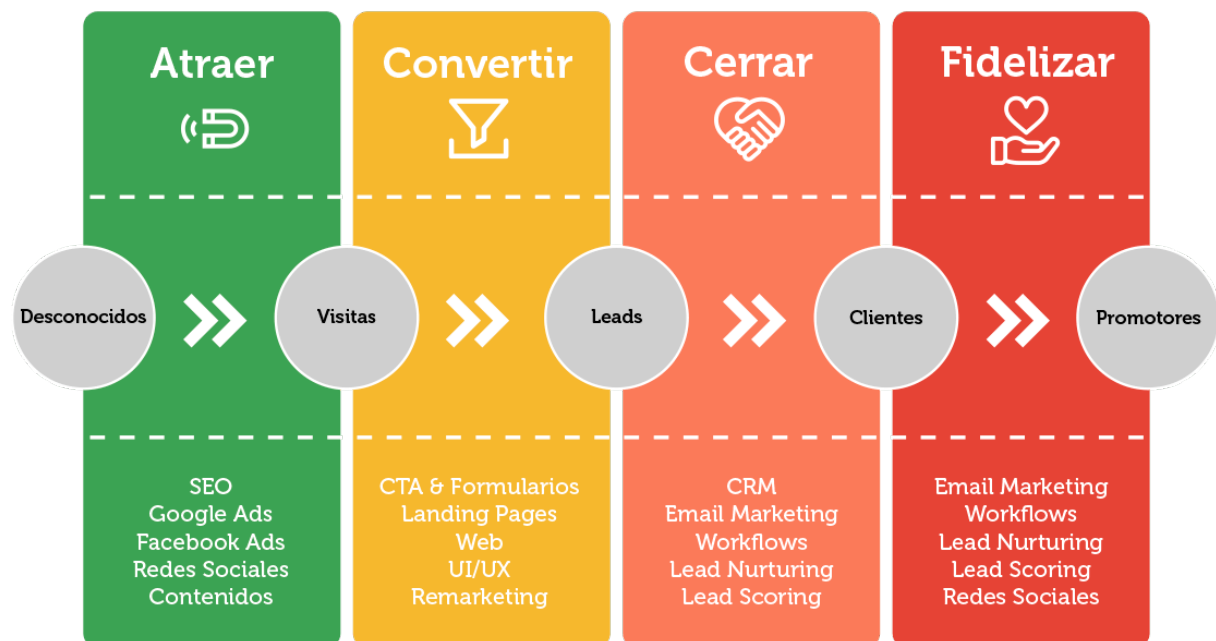 Atraer
Convertir
Cerrar
Fidelizar
Desconocidos
Visitas
Leads
Clientes
Promotores
SEO
Google Ads
Facebook Ads
Redes Sociales
Contenidos
CTA & Formularios
Landing Pages
Web
UI/UX
Remarketing
CRM
Email Marketing
Workflows
Lead Nurturing
Lead Scoring
Email Marketing
Workflows
Lead Nurturing
Lead Scoring
Redes Sociales